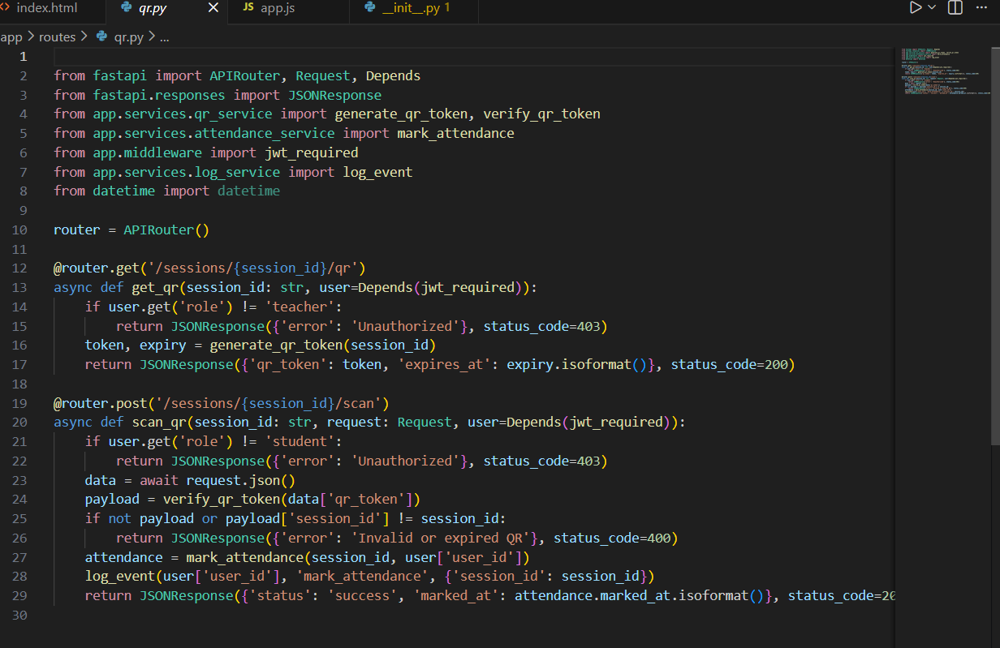 index.html
qr.py
JS app.js
__init__.py 1
app > routes > qr.py > ...
1
2 from fastapi import APIRouter, Request, Depends
3 from fastapi.responses import JSONResponse
4 from app.services.qr_service import generate_qr_token, verify_qr_token
5 from app.services.attendance_service import mark_attendance
6 from app.middleware import jwt_required
7 from app.services.log_service import log_event
8 from datetime import datetime
9
10 router = APIRouter()
11
12 @router.get('/sessions/{session_id}/qr')
13 async def get_qr(session_id: str, user=Depends(jwt_required)):
14     if user.get('role') != 'teacher':
15         return JSONResponse({'error': 'Unauthorized'}, status_code=403)
16     token, expiry = generate_qr_token(session_id)
17     return JSONResponse({'qr_token': token, 'expires_at': expiry.isoformat()}, status_code=200)
18
19 @router.post('/sessions/{session_id}/scan')
20 async def scan_qr(session_id: str, request: Request, user=Depends(jwt_required)):
21     if user.get('role') != 'student':
22         return JSONResponse({'error': 'Unauthorized'}, status_code=403)
23     data = await request.json()
24     payload = verify_qr_token(data['qr_token'])
25     if not payload or payload['session_id'] != session_id:
26         return JSONResponse({'error': 'Invalid or expired QR'}, status_code=400)
27     attendance = mark_attendance(session_id, user['user_id'])
28     log_event(user['user_id'], 'mark_attendance', {'session_id': session_id})
29     return JSONResponse({'status': 'success', 'marked_at': attendance.marked_at.isoformat()}, status_code=20
30